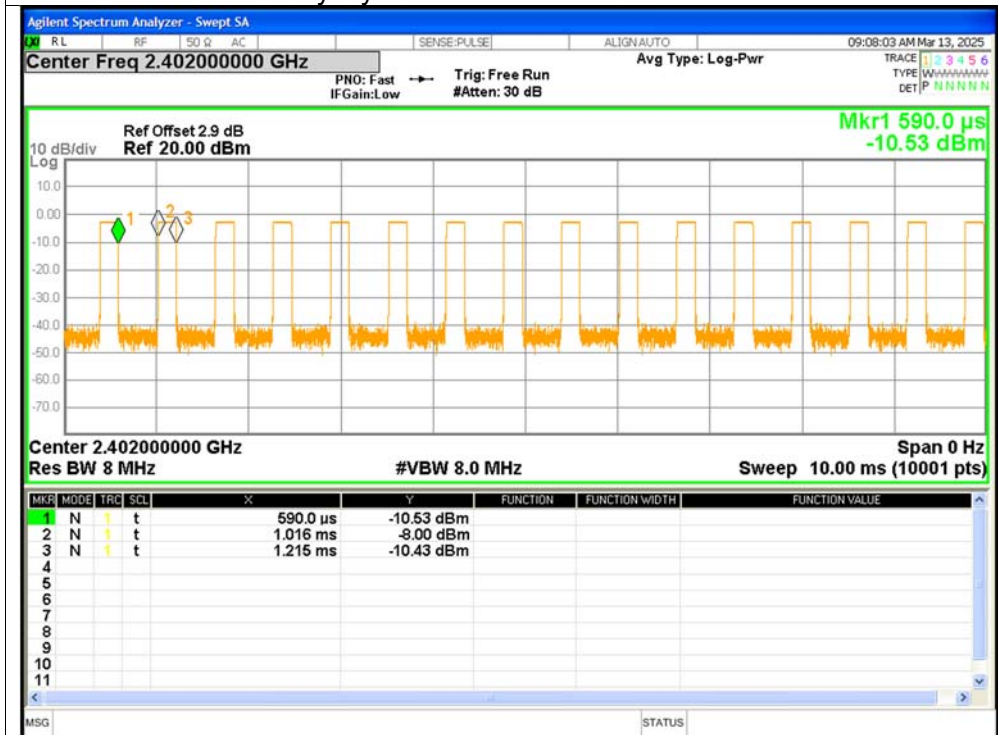 Agilent Spectrum Analyzer - Swept SA
LXI RL RF 50 Ω AC SENSE:PULSE ALIGNAUTO 09:08:03 AM Mar 13, 2025
Center Freq 2.402000000 GHz Avg Type: Log-Pwr TRACE 1 2 3 4 5 6
PNO: Fast Trig: Free Run TYPE W
IFGain:Low #Atten: 30 dB DET P N N N N N
Mkr1 590.0 µs
Ref Offset 2.9 dB
10 dB/div Ref 20.00 dBm -10.53 dBm
Log
10.0
0.00
1 2 3
-10.0
-20.0
-30.0
-40.0
-50.0
-60.0
-70.0
Center 2.402000000 GHz Span 0 Hz
Res BW 8 MHz #VBW 8.0 MHz Sweep 10.00 ms (10001 pts)
MKR MODE TRC SCL X Y FUNCTION FUNCTION WIDTH FUNCTION VALUE
1 N 1 t 590.0 µs -10.53 dBm
2 N 1 t 1.016 ms -8.00 dBm
3 N 1 t 1.215 ms -10.43 dBm
4
5
6
7
8
9
10
11
MSG STATUS